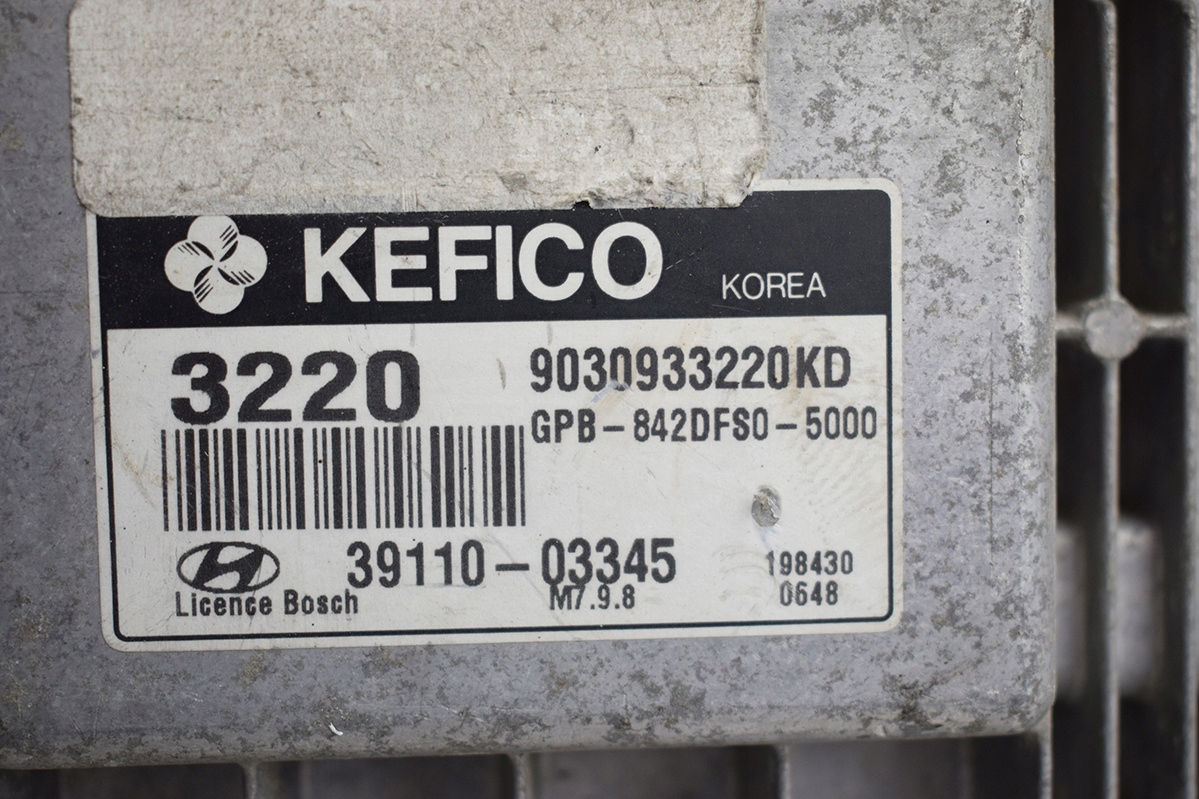 KEFICO KOREA
3220 9030933220KD
GPB-842DFS0-5000
39110-03345 198430
Licence Bosch M7.9.8 0648